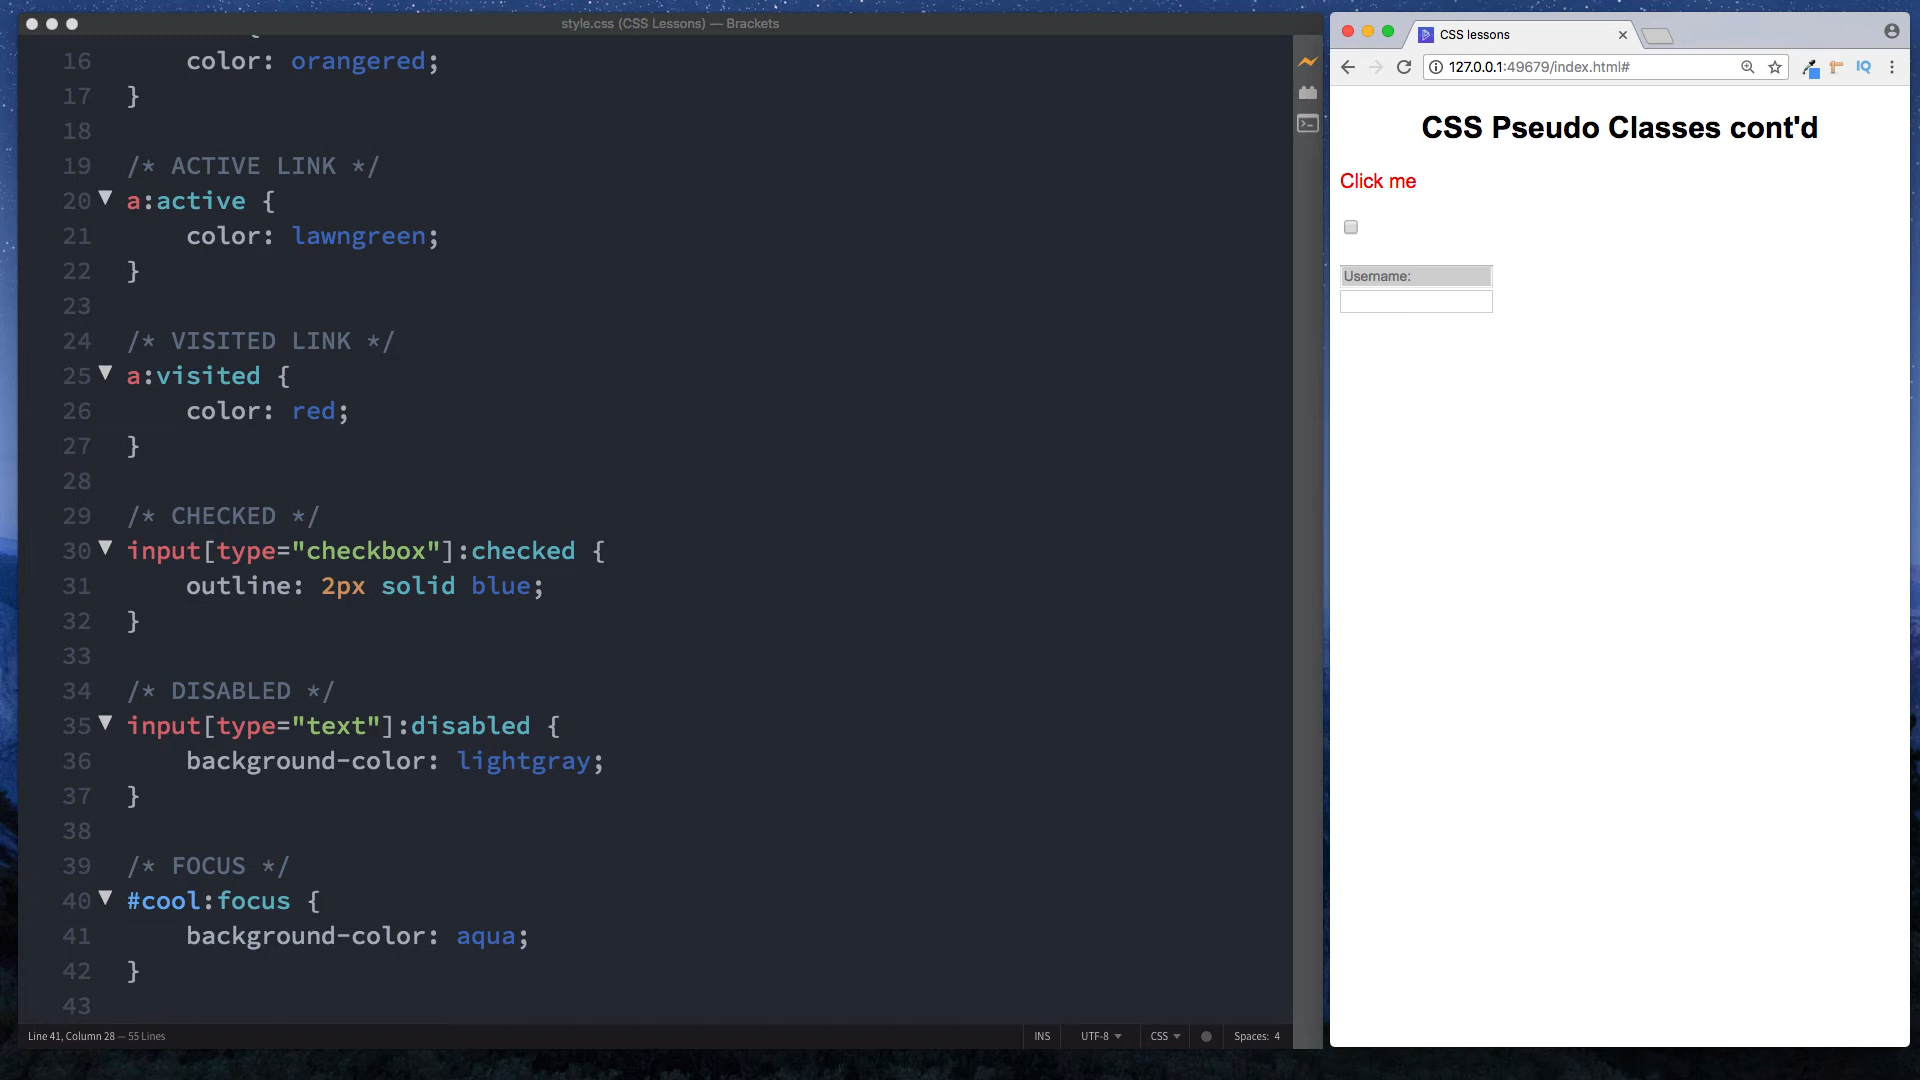 style.css (CSS Lessons) — Brackets
16 color: orangered;
17 }
18
19 /* ACTIVE LINK */
20 a:active {
21 color: lawngreen;
22 }
23
24 /* VISITED LINK */
25 a:visited {
26 color: red;
27 }
28
29 /* CHECKED */
30 input[type="checkbox"]:checked {
31 outline: 2px solid blue;
32 }
33
34 /* DISABLED */
35 input[type="text"]:disabled {
36 background-color: lightgray;
37 }
38
39 /* FOCUS */
40 #cool:focus {
41 background-color: aqua;
42 }
43
Line 41, Column 28 — 55 Lines
INS UTF-8 CSS Spaces: 4
CSS lessons
127.0.0.1:49679/index.html#
IQ
CSS Pseudo Classes cont'd
Click me
Username: